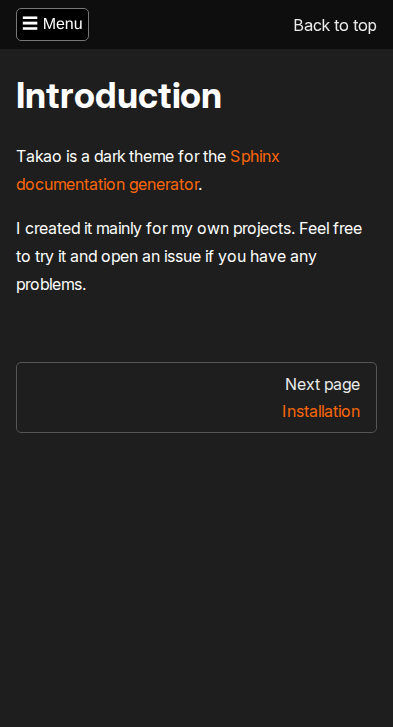 ☰ Menu
Back to top
Introduction
Takao is a dark theme for the Sphinx
documentation generator.
I created it mainly for my own projects. Feel free
to try it and open an issue if you have any
problems.
Next page
Installation